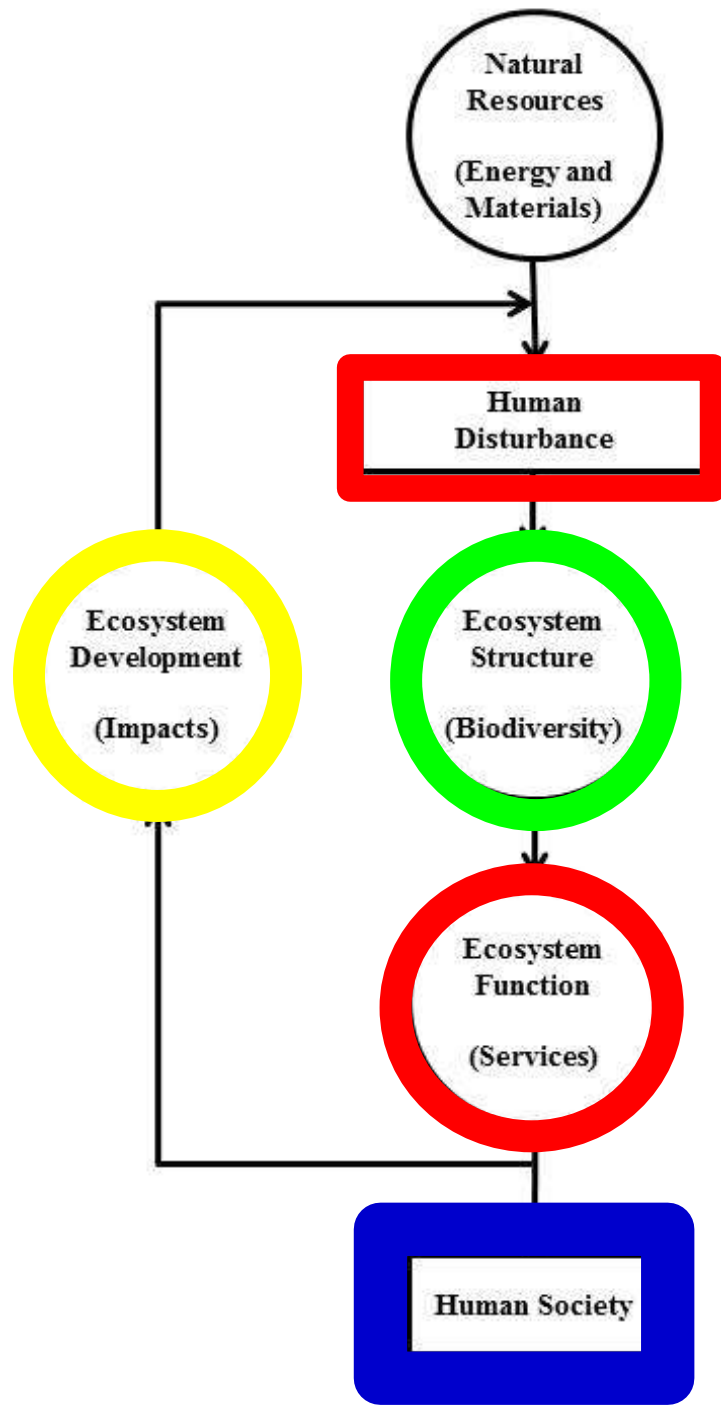 Natural
Resources
(Energy and
Materials)
Human
Disturbance
Ecosystem
Development
(Impacts)
Ecosystem
Structure
(Biodiversity)
Ecosystem
Function
(Services)
Human Society